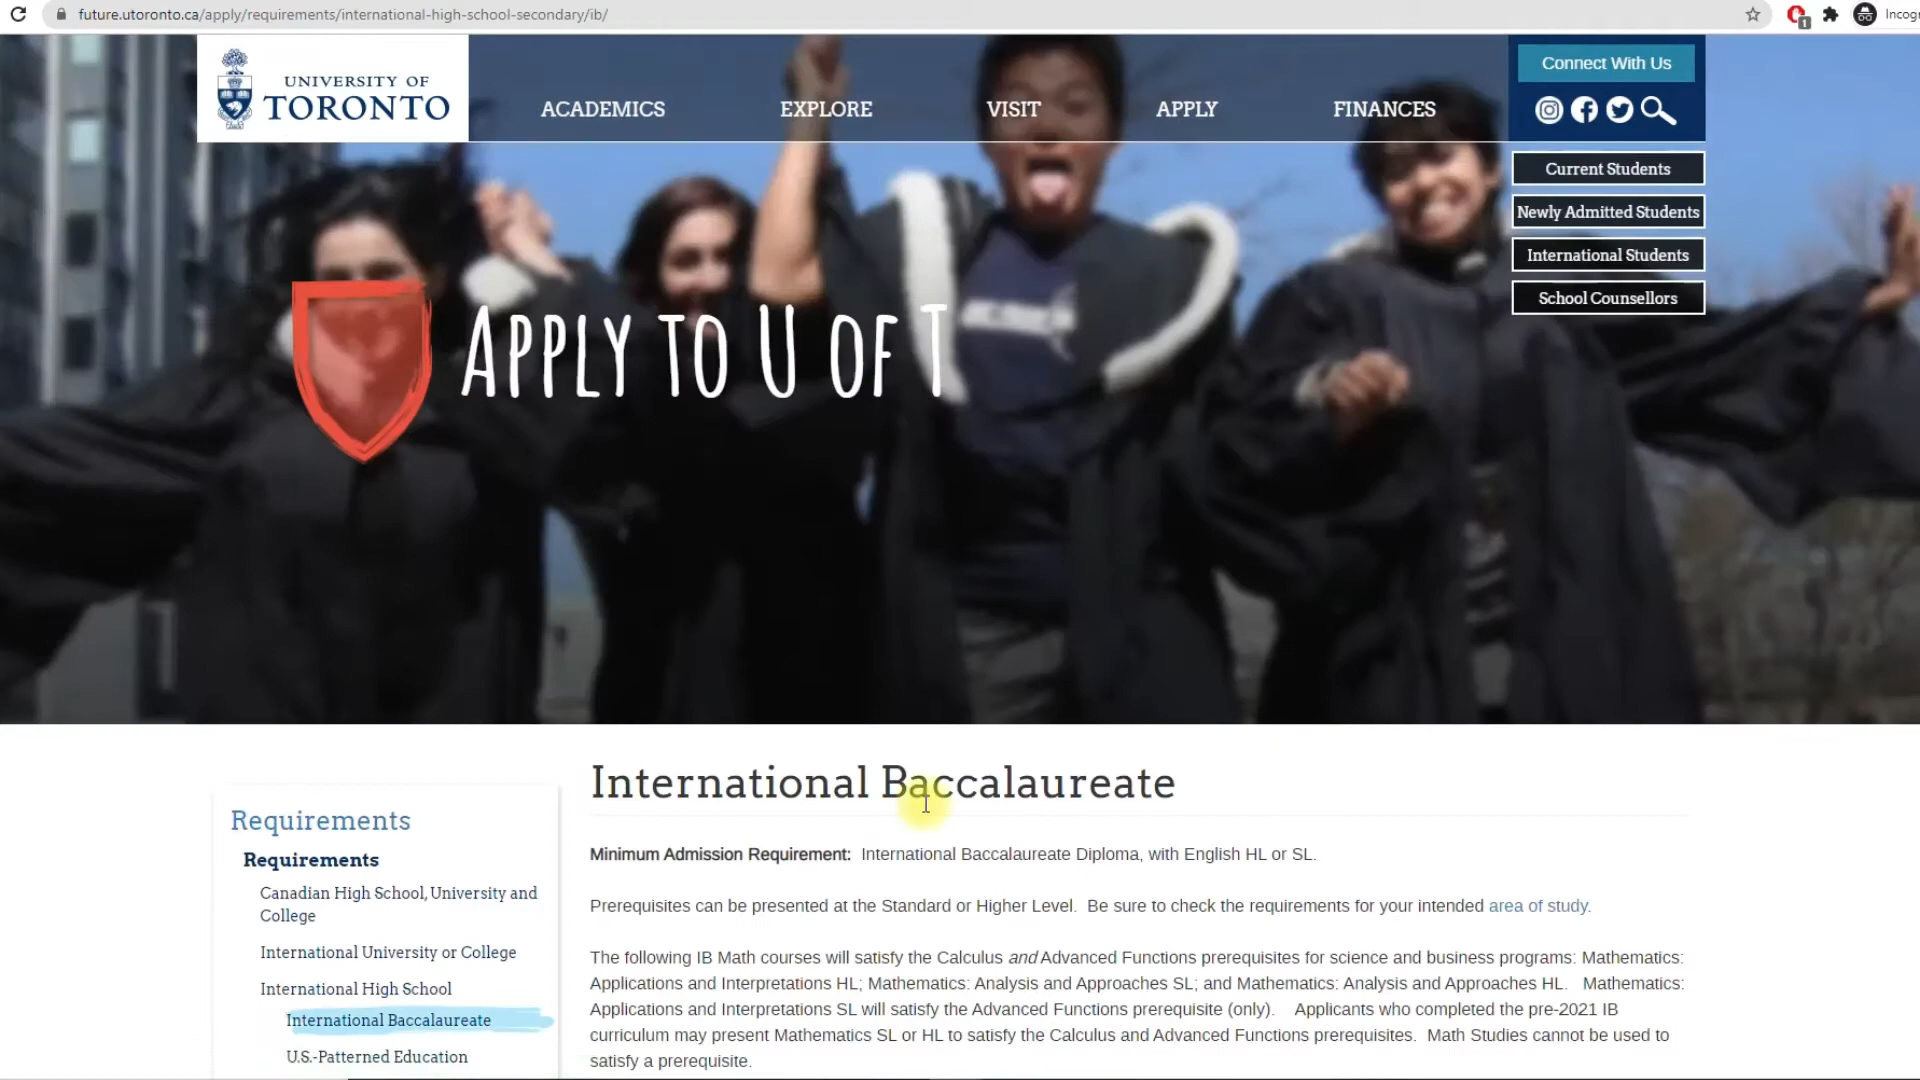 future.utoronto.ca/apply/requirements/international-high-school-secondary/ib/
1
Incogn
UNIVERSITY OF
TORONTO
ACADEMICS
EXPLORE
VISIT
APPLY
FINANCES
Connect With Us
Current Students
Newly Admitted Students
International Students
School Counsellors
APPLY TO U OF T
Requirements
Requirements
Canadian High School, University and
College
International University or College
International High School
International Baccalaureate
U.S.-Patterned Education
International Baccalaureate
Minimum Admission Requirement: International Baccalaureate Diploma, with English HL or SL.
Prerequisites can be presented at the Standard or Higher Level. Be sure to check the requirements for your intended area of study.
The following IB Math courses will satisfy the Calculus and Advanced Functions prerequisites for science and business programs: Mathematics:
Applications and Interpretations HL; Mathematics: Analysis and Approaches SL; and Mathematics: Analysis and Approaches HL. Mathematics:
Applications and Interpretations SL will satisfy the Advanced Functions prerequisite (only). Applicants who completed the pre-2021 IB
curriculum may present Mathematics SL or HL to satisfy the Calculus and Advanced Functions prerequisites. Math Studies cannot be used to
satisfy a prerequisite.